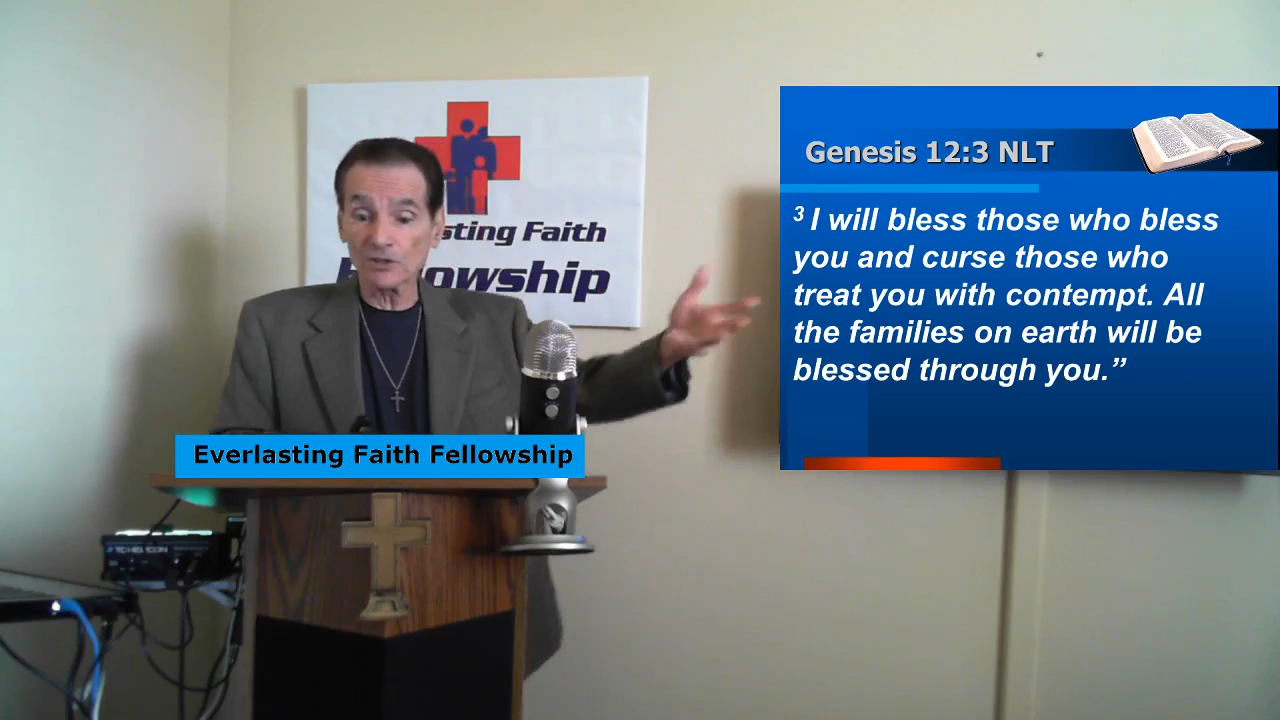 sting Faith
Fellowship
Everlasting Faith Fellowship
Genesis 12:3 NLT
3 I will bless those who bless
you and curse those who
treat you with contempt. All
the families on earth will be
blessed through you.”